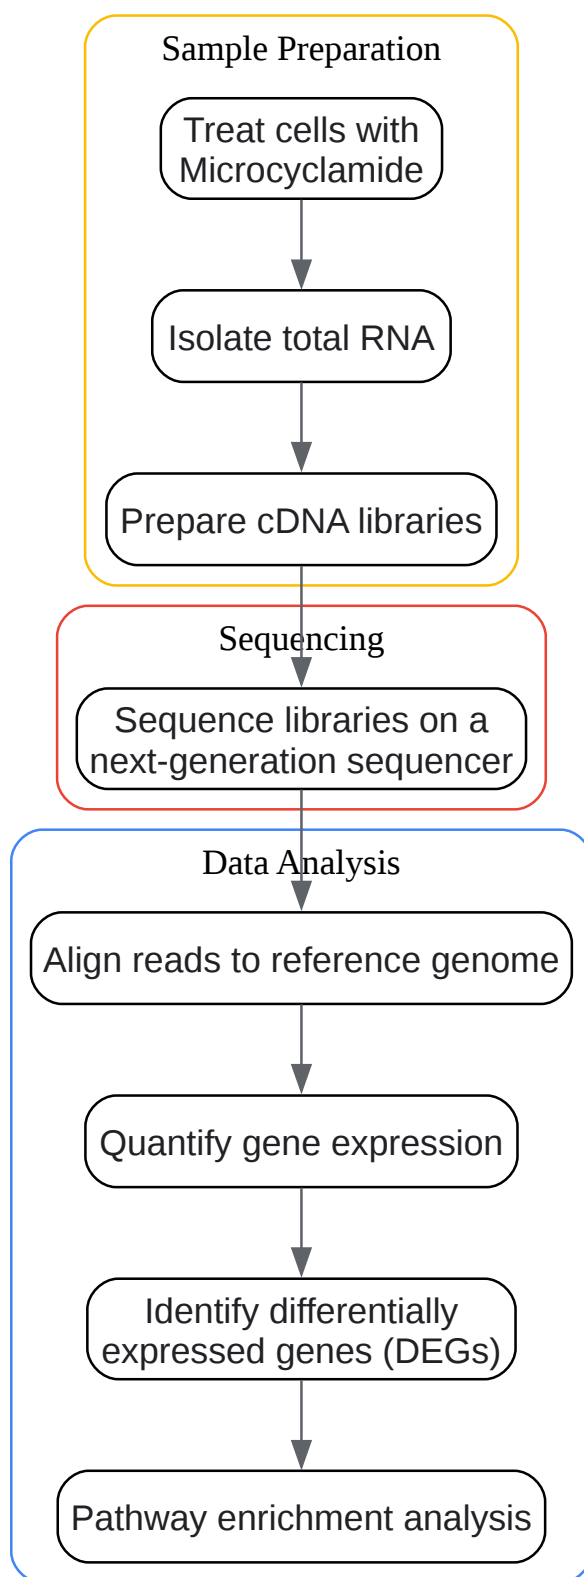 Sample Preparation
Treat cells with
Microcyclamide
Isolate total RNA
Prepare cDNA libraries
Sequencing
Sequence libraries on a
next-generation sequencer
Data Analysis
Align reads to reference genome
Quantify gene expression
Identify differentially
expressed genes (DEGs)
Pathway enrichment analysis